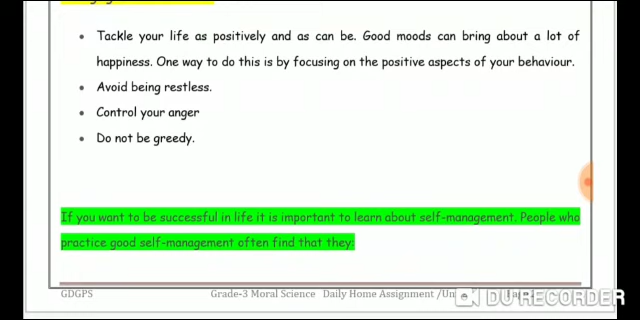 Tackle your life as positively and as can be. Good moods can bring about a lot of
happiness. One way to do this is by focusing on the positive aspects of your behaviour.
Avoid being restless.
Control your anger
Do not be greedy.
If you want to be successful in life it is important to learn about self-management. People who
practice good self-management often find that they:
GDGPS Grade-3 Moral Science Daily Home Assignment
DU RECORDER